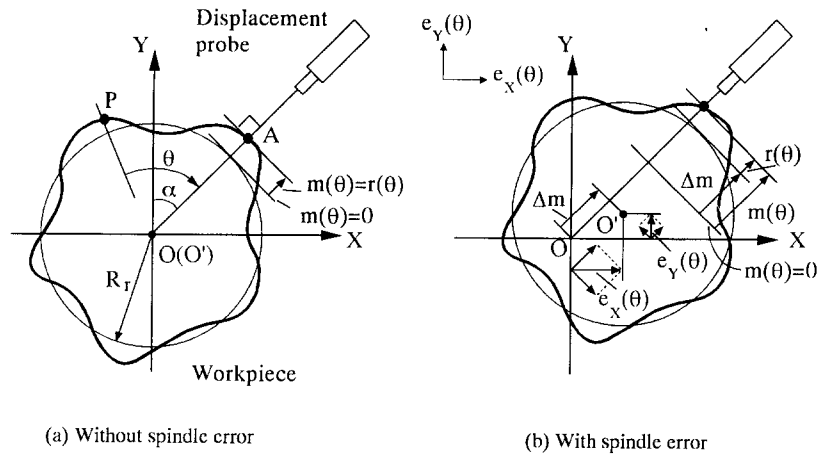 Displacement
probe
Y
P
A
θ
α
m(θ)=r(θ)
m(θ)=0
X
O(O')
R_r
Workpiece
(a) Without spindle error
e_Y(θ)
e_X(θ)
Y
r(θ)
Δm
m(θ)
Δm
O'
O
X
e_Y(θ)
m(θ)=0
e_X(θ)
(b) With spindle error